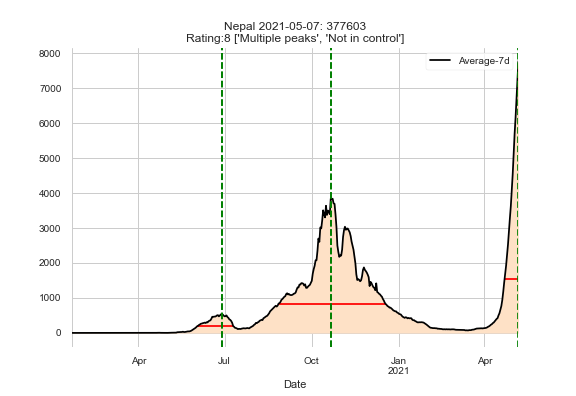 Nepal 2021-05-07: 377603
Rating:8 ['Multiple peaks', 'Not in control']
Average-7d
8000
7000
6000
5000
4000
3000
2000
1000
0
Apr Jul Oct Jan Apr
2021
Date